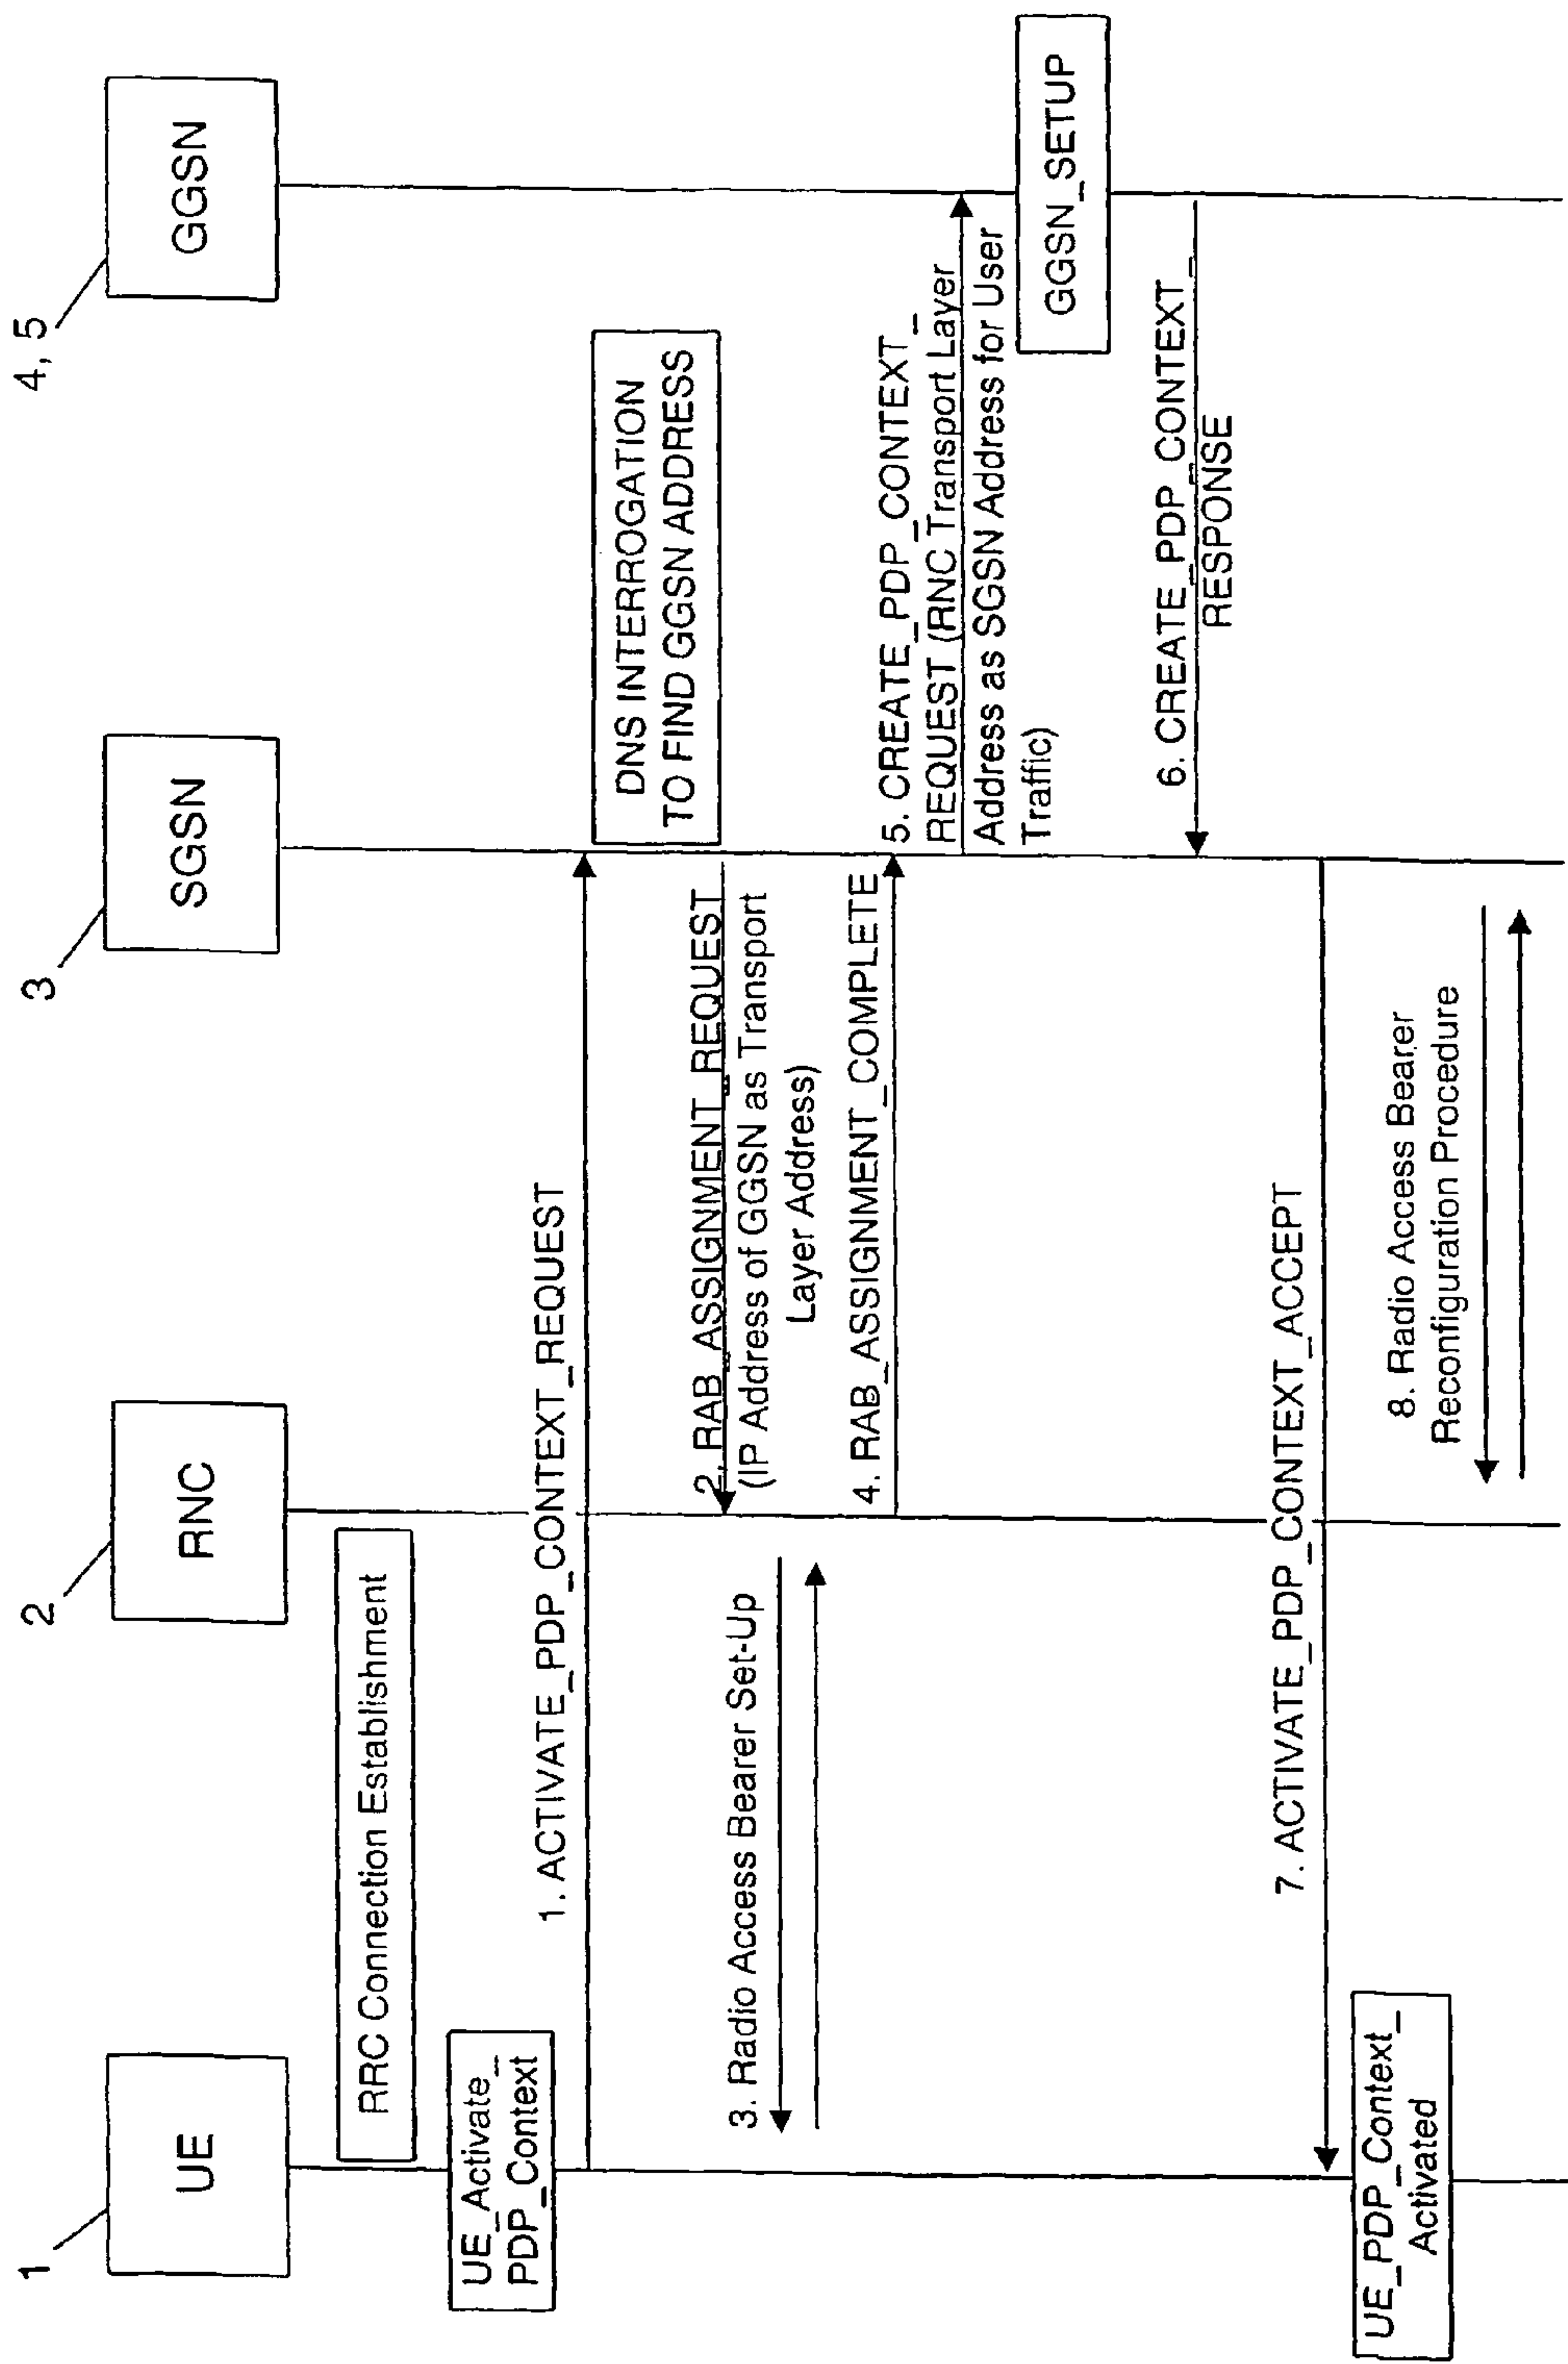 1
2
3
4, 5
UE
RNC
SGSN
GGSN
RRC Connection Establishment
UE_Activate_
PDP_Context
1. ACTIVATE_PDP_CONTEXT_REQUEST
DNS INTERROGATION
TO FIND GGSN ADDRESS
2. RAB_ASSIGNMENT_REQUEST
(IP Address of GGSN as Transport
Layer Address)
3. Radio Access Bearer Set-Up
4. RAB_ASSIGNMENT_COMPLETE
5. CREATE_PDP_CONTEXT_
REQUEST (RNC Transport Layer
Address as SGSN Address for User
Traffic)
GGSN_SETUP
6. CREATE_PDP_CONTEXT_
RESPONSE
7. ACTIVATE_PDP_CONTEXT_ACCEPT
UE_PDP_Context_
Activated
8. Radio Access Bearer
Reconfiguration Procedure